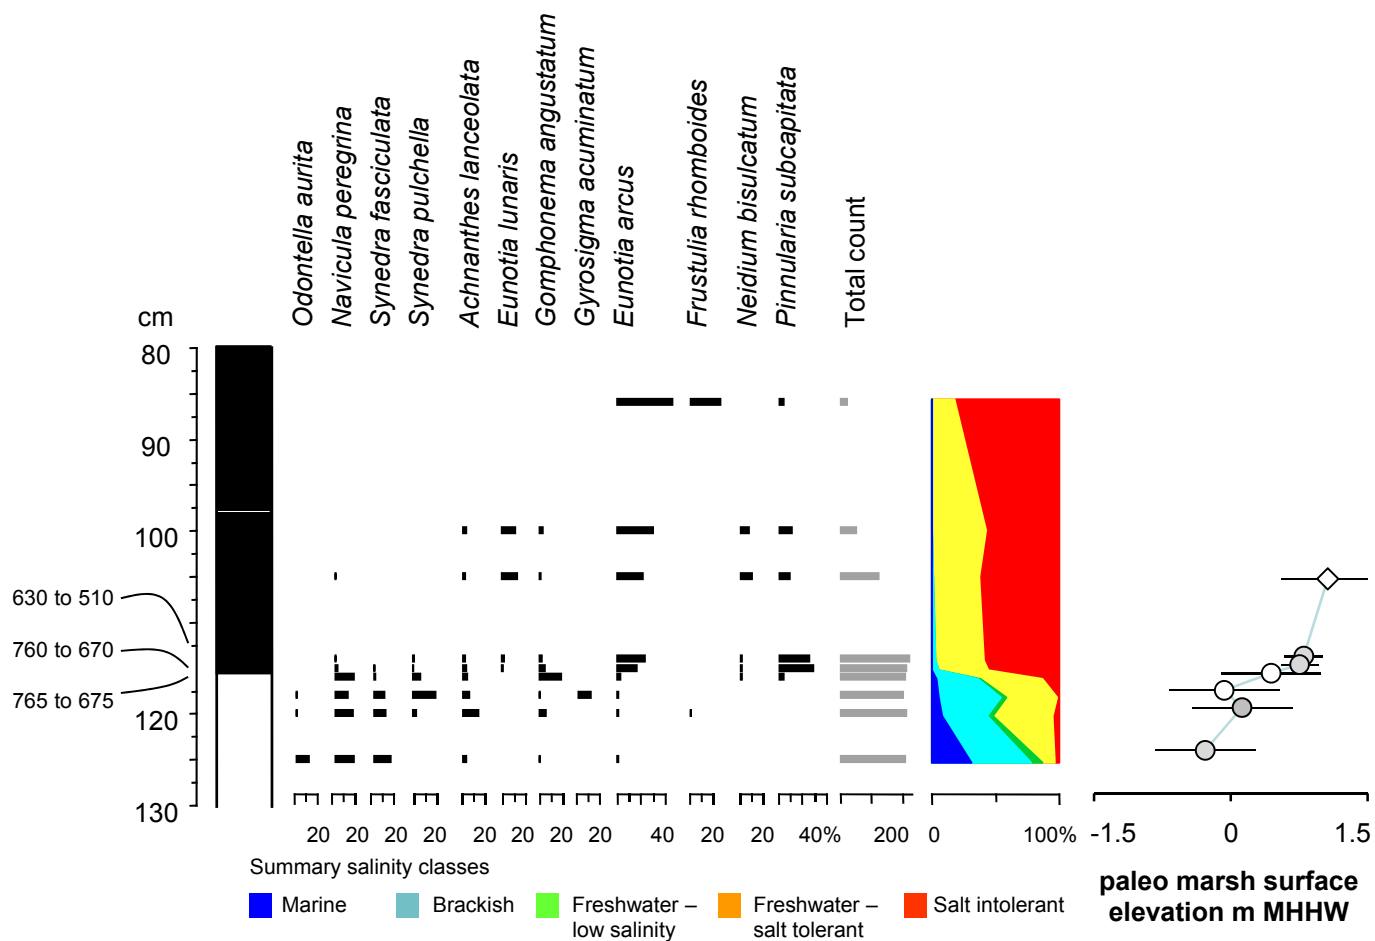 Odontella aurita
Navicula peregrina
Synedra fasciculata
Synedra pulchella
Achnanthes lanceolata
Eunotia lunaris
Gomphonema angustatum
Gyrosigma acuminatum
Eunotia arcus
Frustulia rhomboides
Neidium bisulcatum
Pinnularia subcapitata
Total count
cm
80
90
100
120
130
630 to 510
760 to 670
765 to 675
20 20 20 20 20 20 20 20 40 20 20 40% 200 0 100%
-1.5 0 1.5
paleo marsh surface
elevation m MHHW
Summary salinity classes
Marine
Brackish
Freshwater –
low salinity
Freshwater –
salt tolerant
Salt intolerant